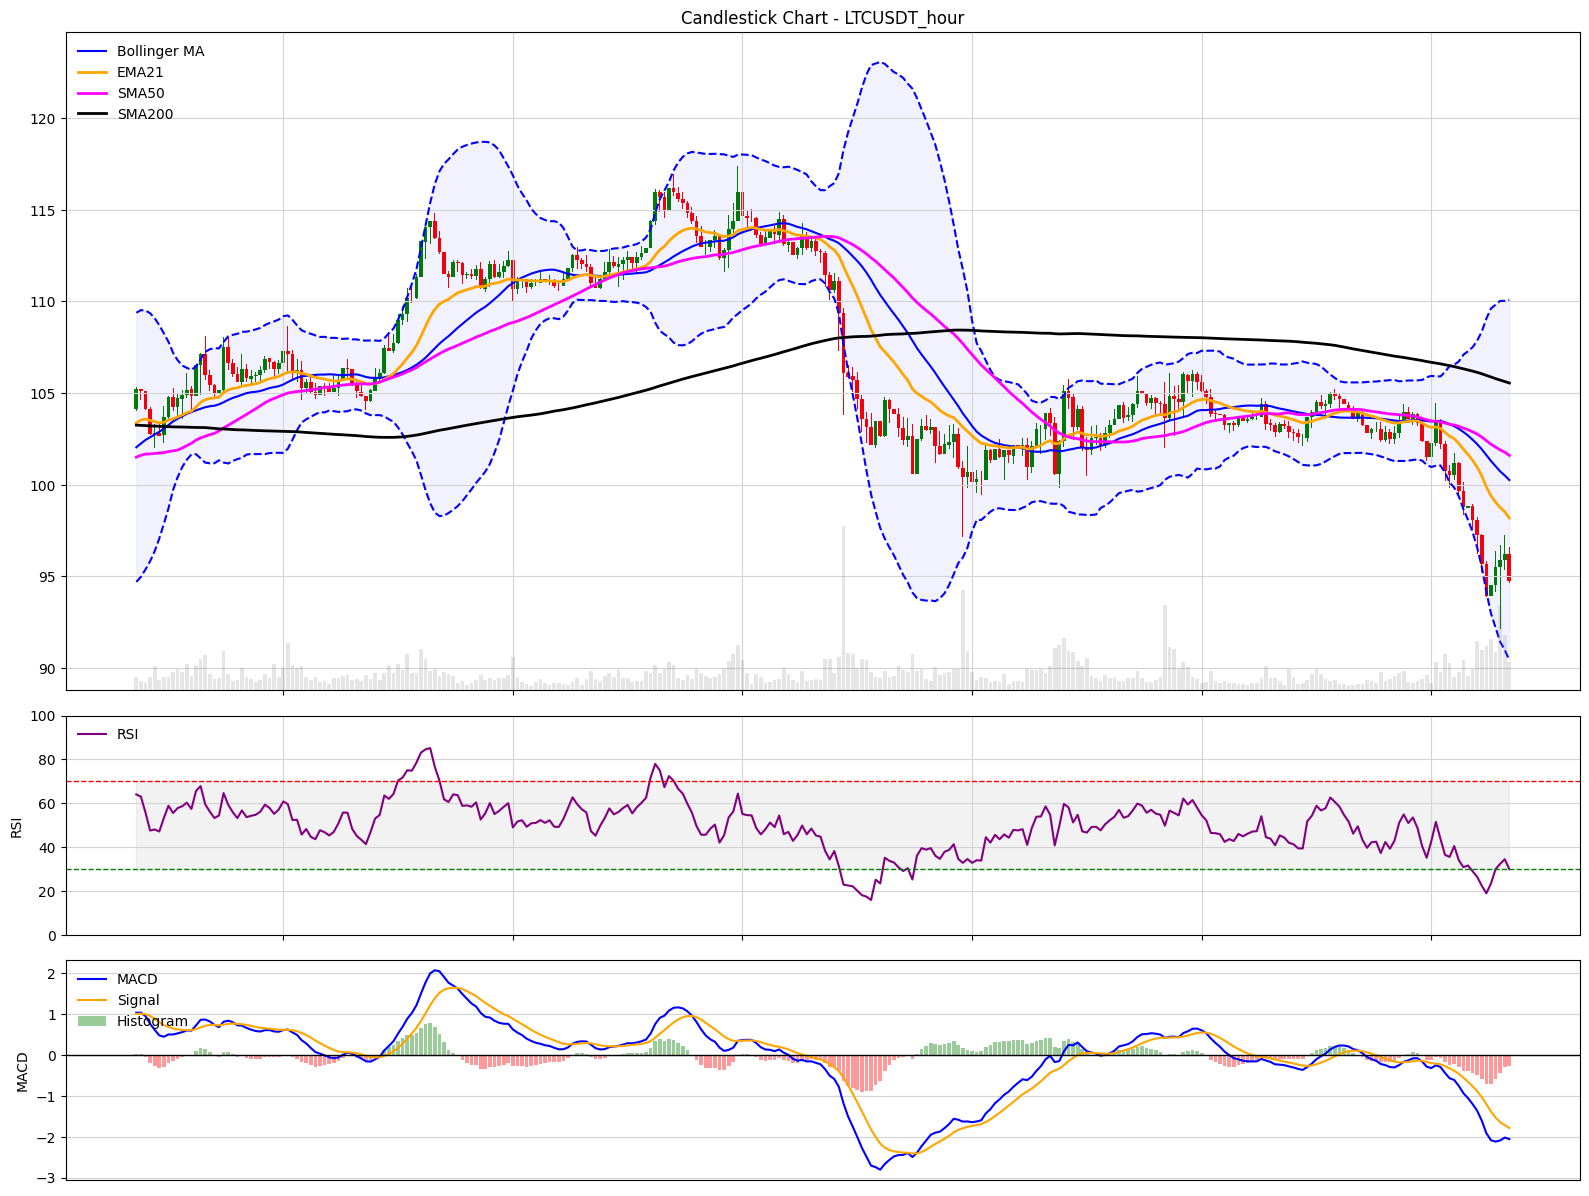 Candlestick Chart - LTCUSDT_hour
Bollinger MA
EMA21
SMA50
SMA200
120
115
110
105
100
95
90
100
80
60
40
20
0
RSI
RSI
2
1
0
−1
−2
−3
MACD
MACD
Signal
Histogram